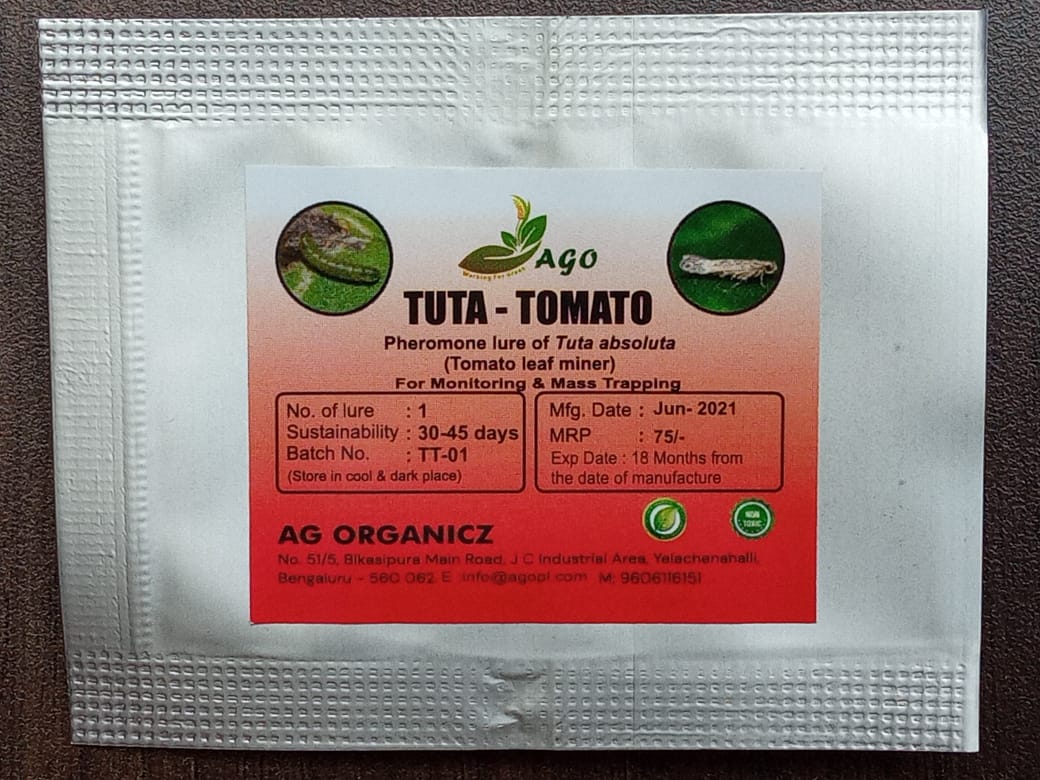 AGO
Working For Green
TUTA - TOMATO
Pheromone lure of Tuta absoluta
(Tomato leaf miner)
For Monitoring & Mass Trapping
No. of lure : 1
Sustainability : 30-45 days
Batch No. : TT-01
(Store in cool & dark place)
Mfg. Date : Jun- 2021
MRP : 75/-
Exp Date : 18 Months from
the date of manufacture
NON
TOXIC
AG ORGANICZ
No. 51/5, Bikasipura Main Road, J C Industrial Area, Yelachenahalli,
Bengaluru - 560 062. E :info@agopl.com M: 9606116151